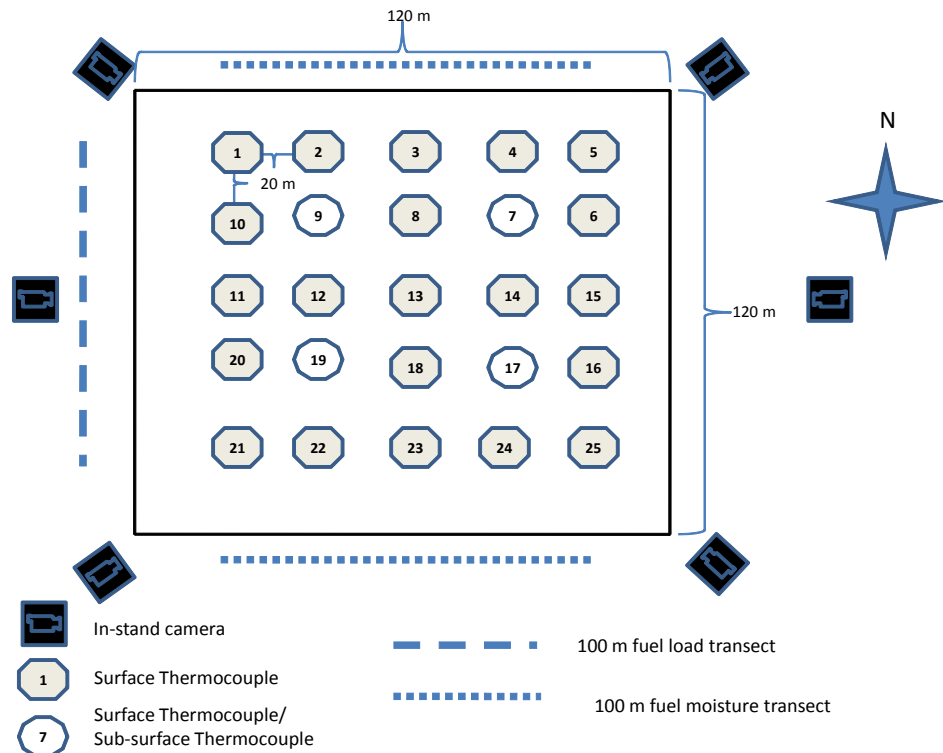 120 m
N
1 2 3 4 5
20 m
10 9 8 7 6
11 12 13 14 15
120 m
20 19 18 17 16
21 22 23 24 25
In-stand camera
100 m fuel load transect
1 Surface Thermocouple
100 m fuel moisture transect
Surface Thermocouple/
7 Sub-surface Thermocouple